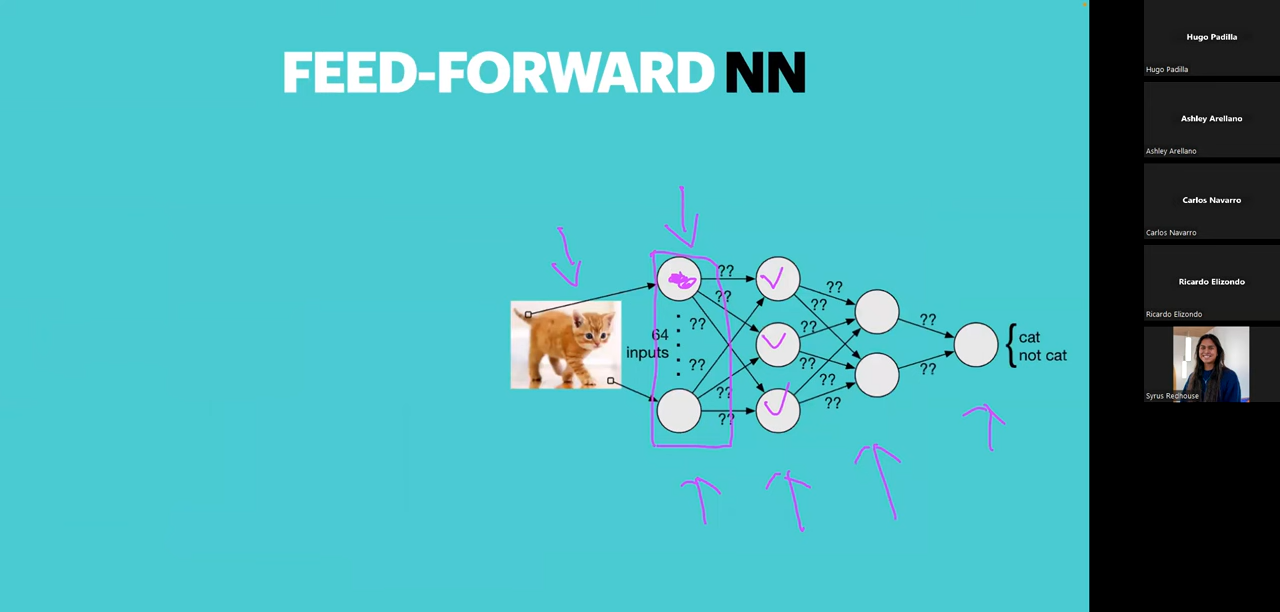 FEED-FORWARD NN
64
inputs
??
??
??
??
??
??
??
??
??
??
??
??
??
??
cat
not cat
Hugo Padilla
Hugo Padilla
Ashley Arellano
Ashley Arellano
Carlos Navarro
Carlos Navarro
Ricardo Elizondo
Ricardo Elizondo
Syrus Redhouse